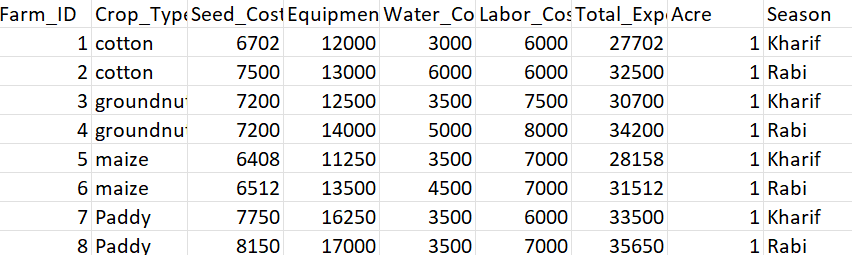 Farm_ID Crop_Type Seed_Cost Equipmen Water_Co Labor_Cos Total_Expe Acre Season
1 cotton 6702 12000 3000 6000 27702 1 Kharif
2 cotton 7500 13000 6000 6000 32500 1 Rabi
3 groundnut 7200 12500 3500 7500 30700 1 Kharif
4 groundnut 7200 14000 5000 8000 34200 1 Rabi
5 maize 6408 11250 3500 7000 28158 1 Kharif
6 maize 6512 13500 4500 7000 31512 1 Rabi
7 Paddy 7750 16250 3500 6000 33500 1 Kharif
8 Paddy 8150 17000 3500 7000 35650 1 Rabi